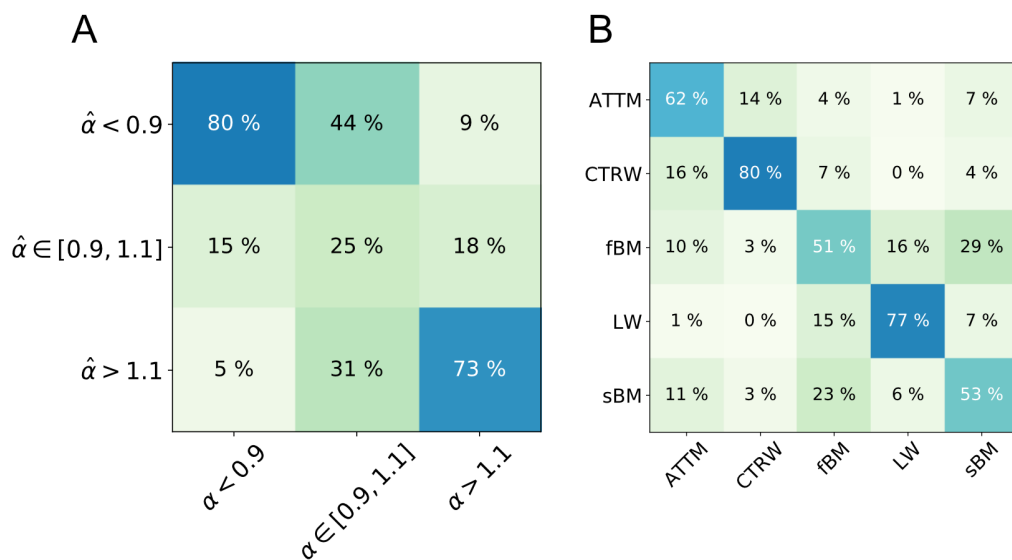 A
α̂ < 0.9
80 %
44 %
9 %
α̂ ∈ [0.9, 1.1]
15 %
25 %
18 %
α̂ > 1.1
5 %
31 %
73 %
α < 0.9
α ∈ [0.9, 1.1]
α > 1.1
B
ATTM
62 %
14 %
4 %
1 %
7 %
CTRW
16 %
80 %
7 %
0 %
4 %
fBM
10 %
3 %
51 %
16 %
29 %
LW
1 %
0 %
15 %
77 %
7 %
sBM
11 %
3 %
23 %
6 %
53 %
ATTM
CTRW
fBM
LW
sBM